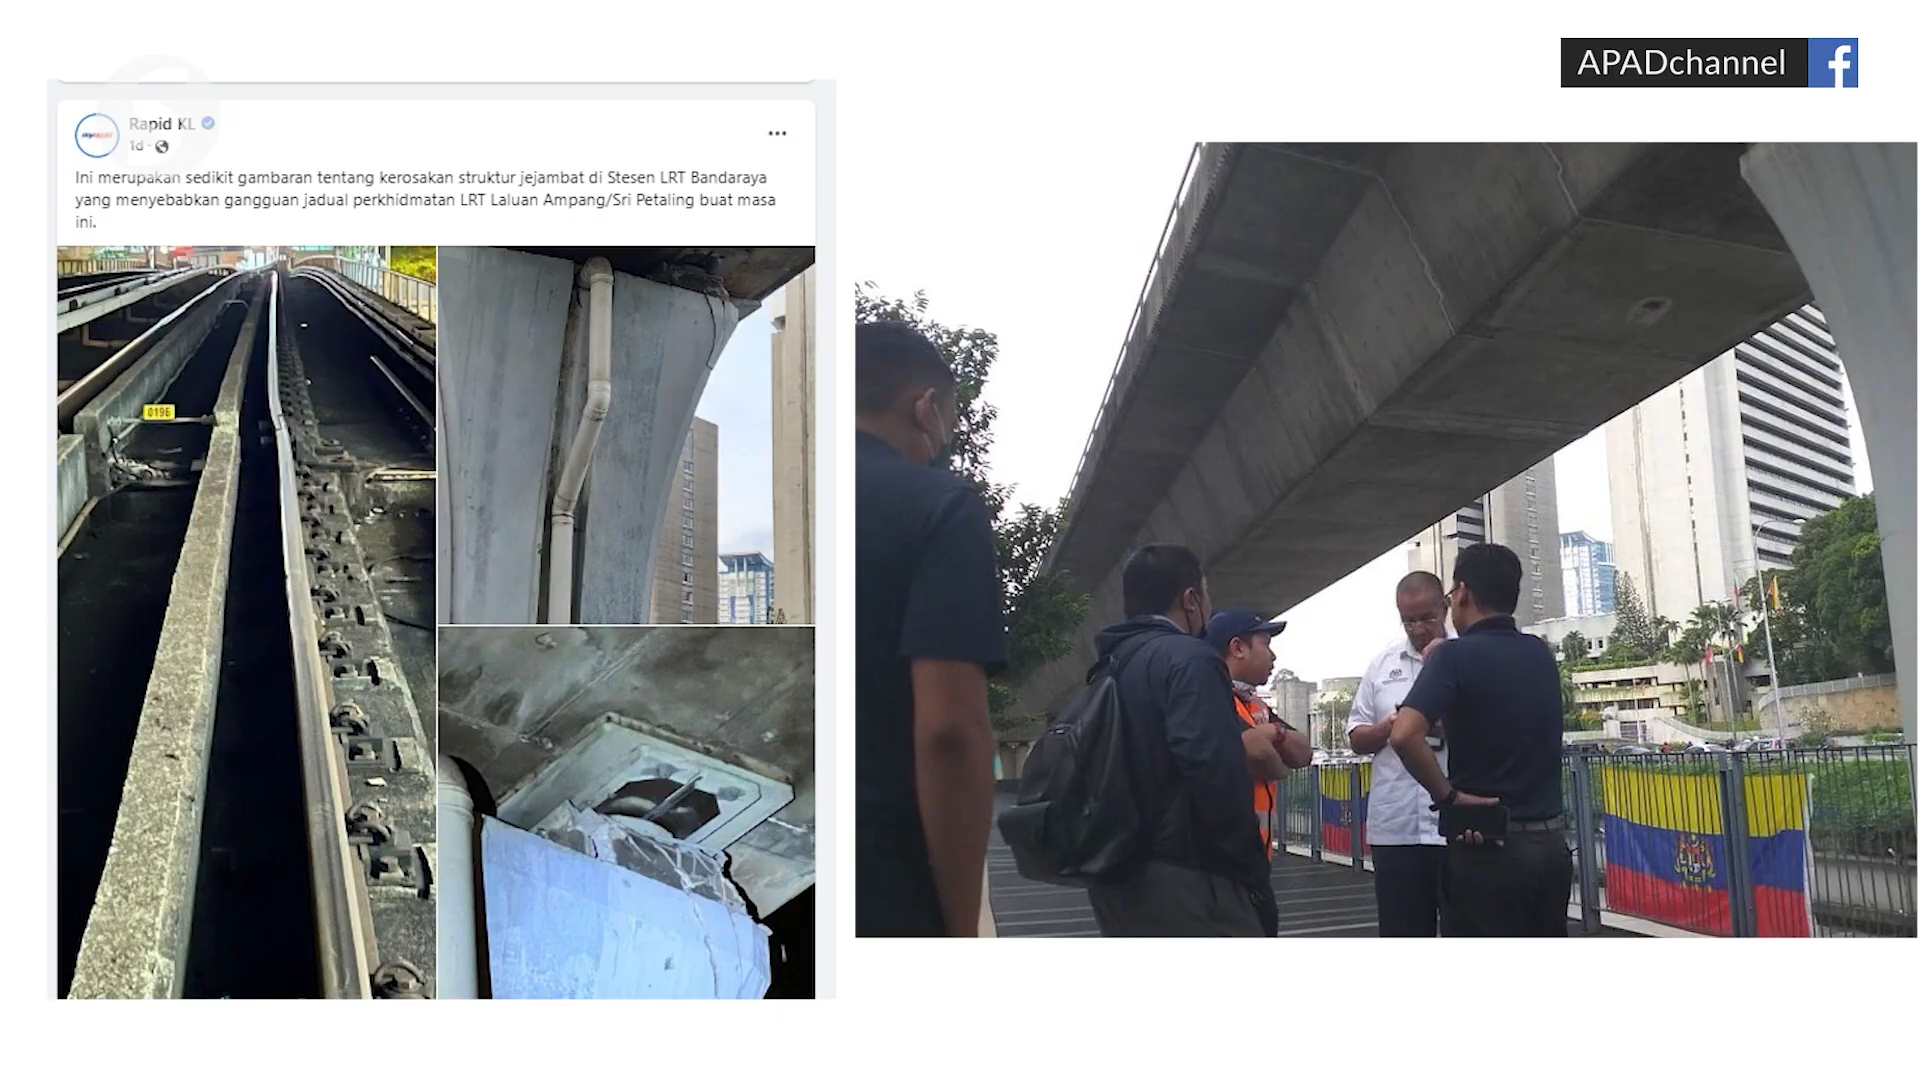 APADchannel
Rapid KL
1d
Ini merupakan sedikit gambaran tentang kerosakan struktur jejambat di Stesen LRT Bandaraya
yang menyebabkan gangguan jadual perkhidmatan LRT Laluan Ampang/Sri Petaling buat masa
ini.
0196